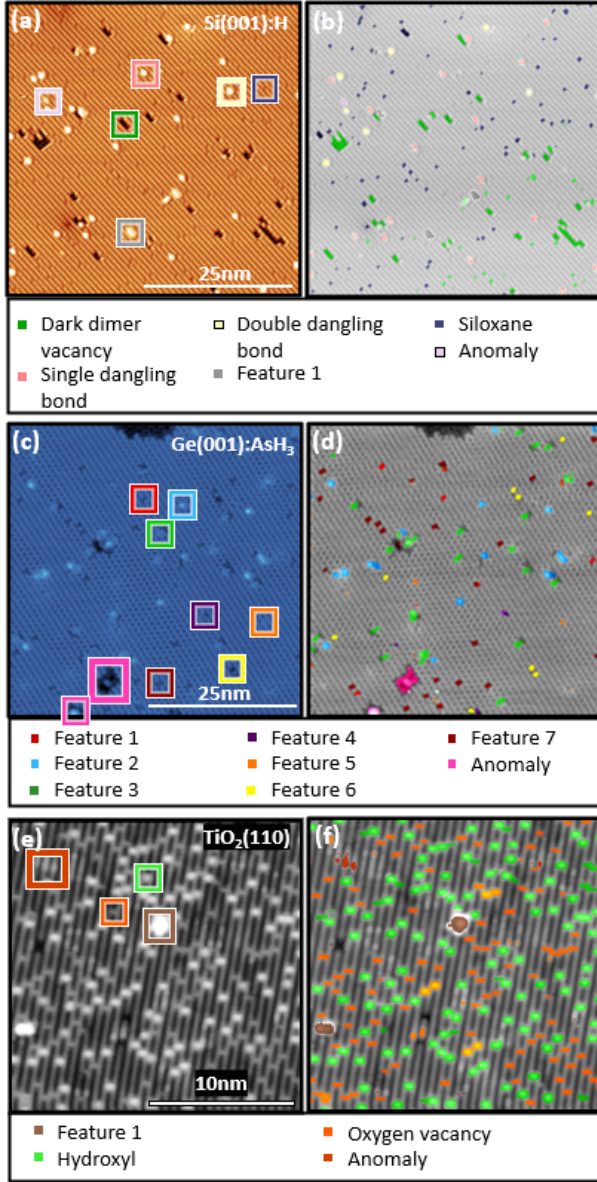 (a) Si(001):H (b)
25nm
Dark dimer vacancy
Double dangling bond
Siloxane
Anomaly
Single dangling bond
Feature 1
(c) Ge(001):AsH₃ (d)
25nm
Feature 1 Feature 4 Feature 7
Feature 2 Feature 5 Anomaly
Feature 3 Feature 6
(e) TiO₂(110) (f)
10nm
Feature 1 Oxygen vacancy
Hydroxyl Anomaly